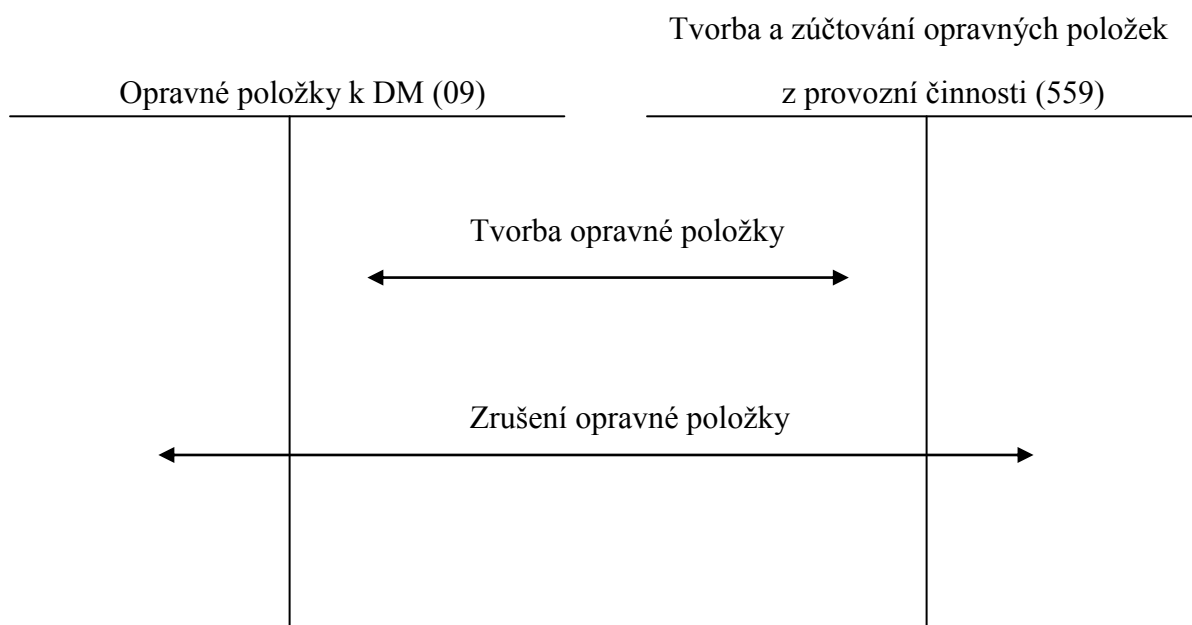 Tvorba a zúčtování opravných položek
Opravné položky k DM (09)
z provozní činnosti (559)
Tvorba opravné položky
Zrušení opravné položky